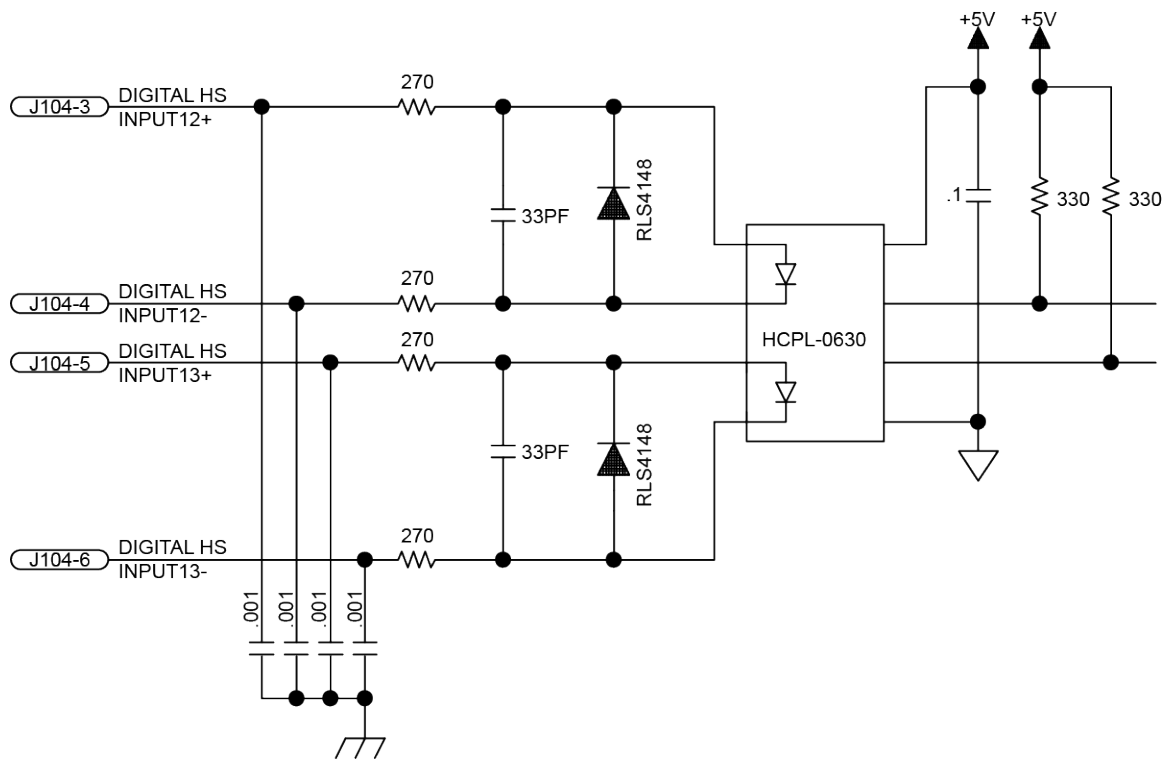 +5V +5V
270
J104-3 DIGITAL HS
INPUT12+
.1
330
330
33PF
RLS4148
270
J104-4 DIGITAL HS
INPUT12-
HCPL-0630
270
J104-5 DIGITAL HS
INPUT13+
33PF
RLS4148
270
J104-6 DIGITAL HS
INPUT13-
.001
.001
.001
.001